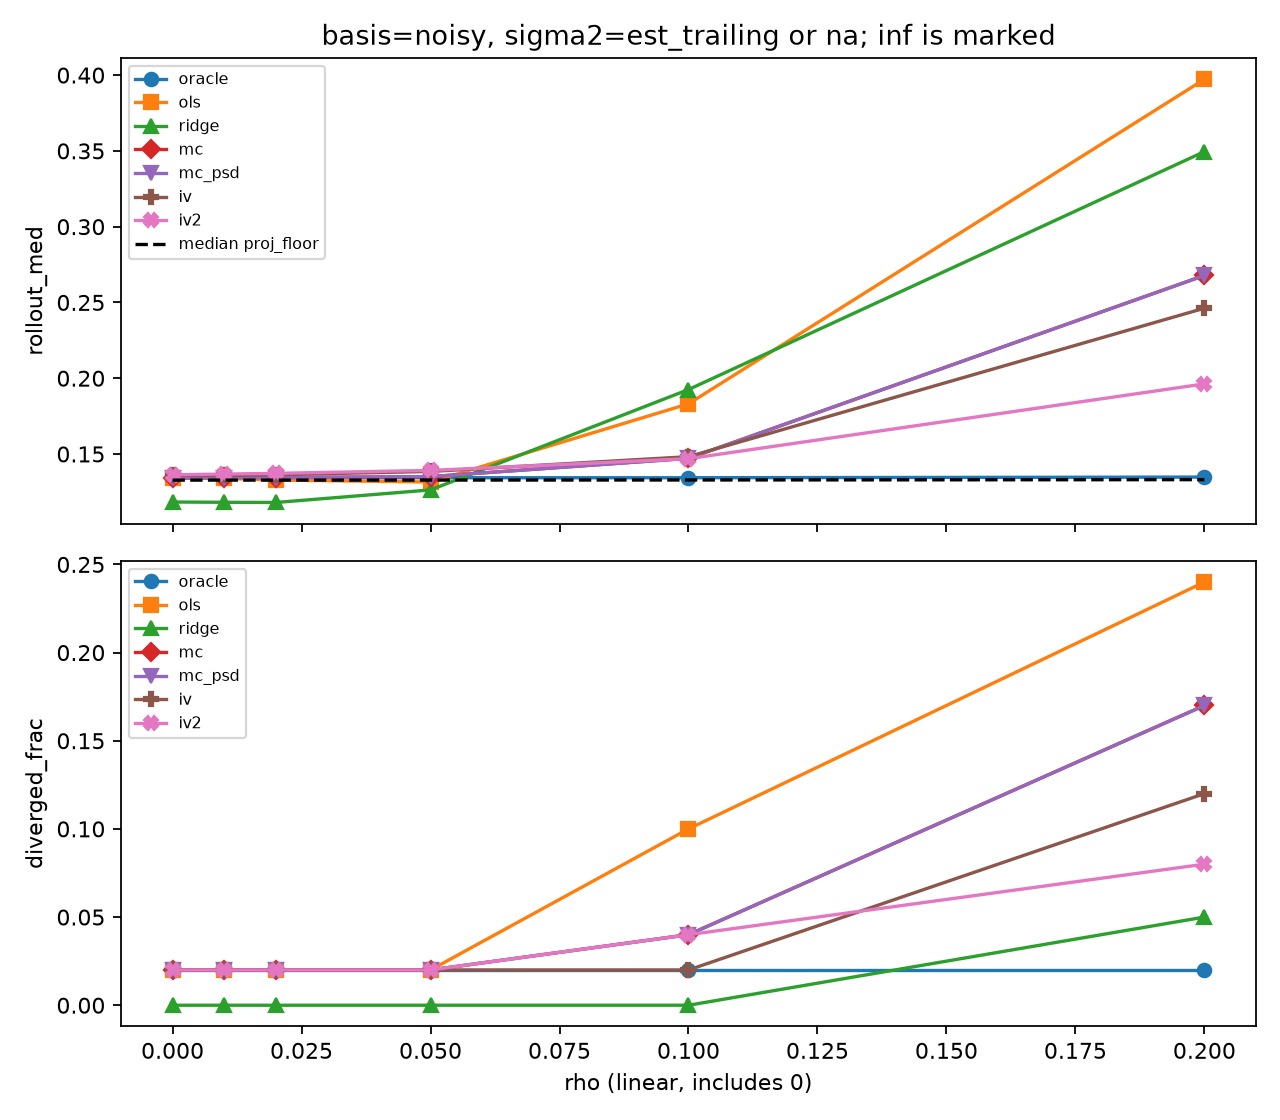 basis=noisy, sigma2=est_trailing or na; inf is marked
rollout_med
0.40
0.35
0.30
0.25
0.20
0.15
oracle
ols
ridge
mc
mc_psd
iv
iv2
median proj_floor
diverged_frac
0.25
0.20
0.15
0.10
0.05
0.00
oracle
ols
ridge
mc
mc_psd
iv
iv2
0.000 0.025 0.050 0.075 0.100 0.125 0.150 0.175 0.200
rho (linear, includes 0)